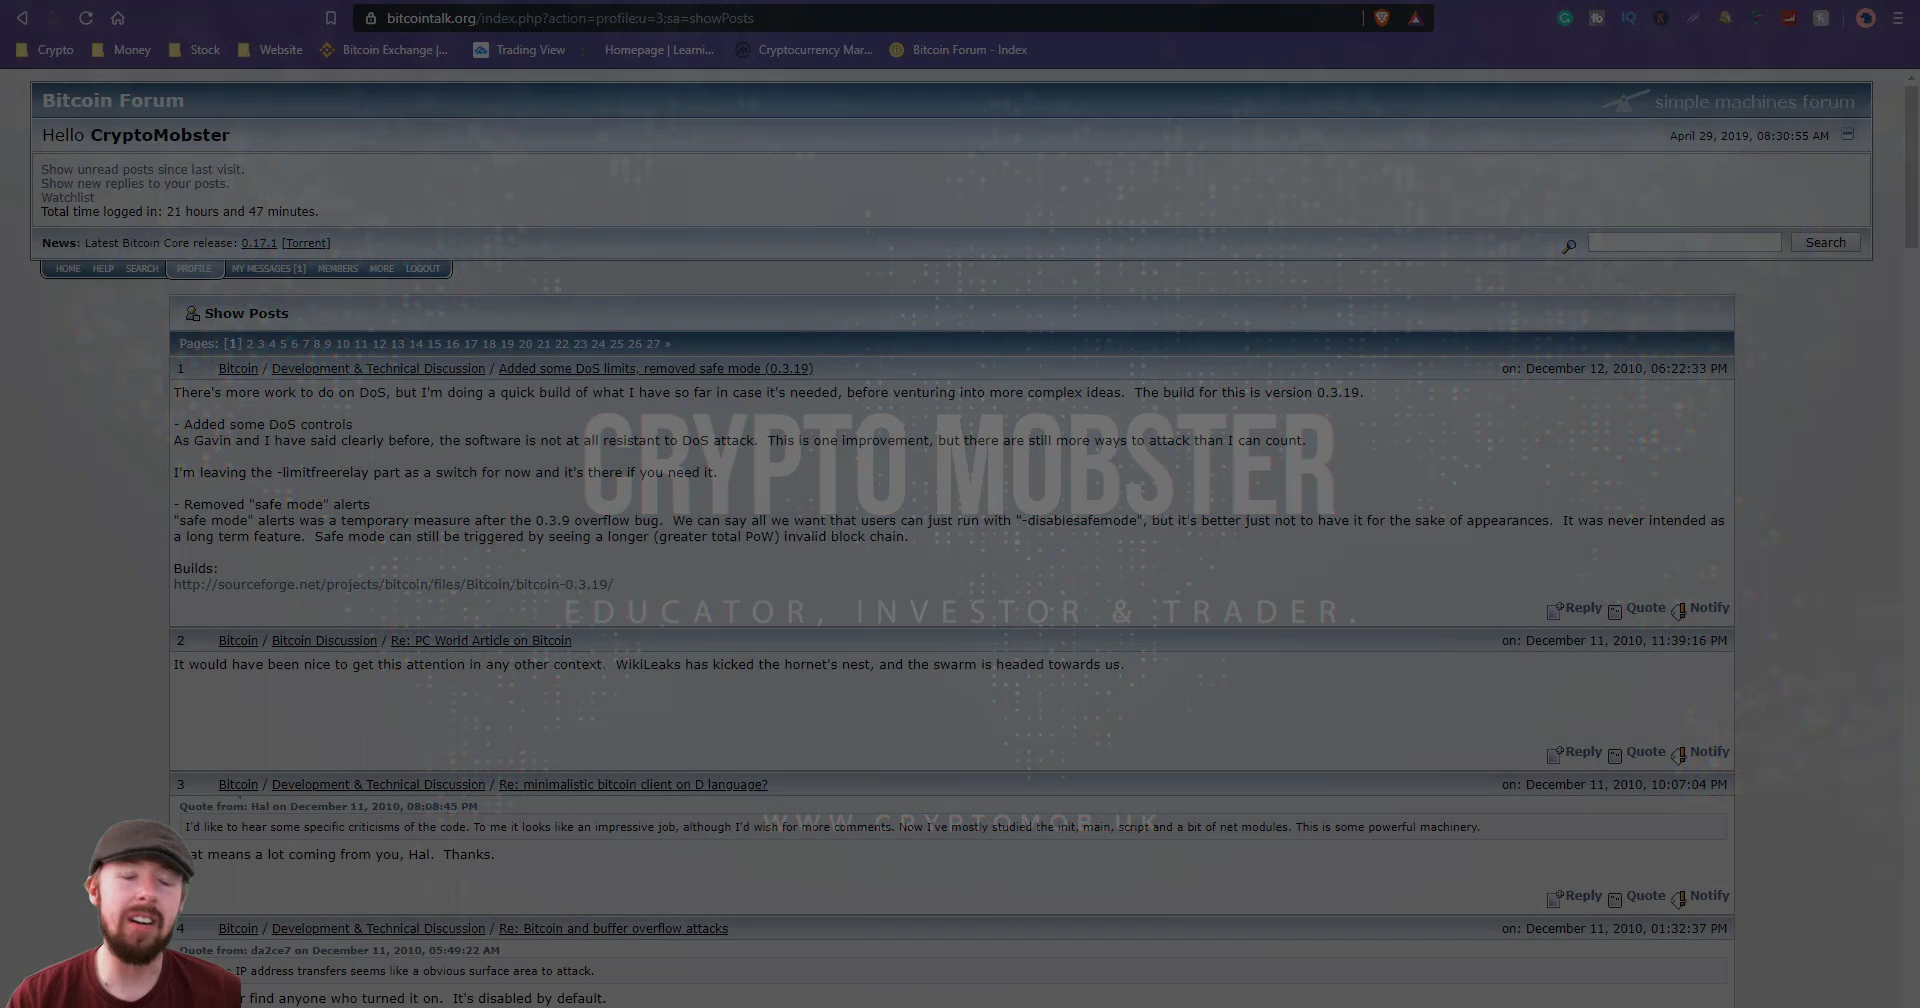 bitcointalk.org/index.php?action=profile;u=3;sa=showPosts
Crypto Money Stock Website Bitcoin Exchange |... Trading View Homepage | Learni... Cryptocurrency Mar... Bitcoin Forum - Index
Bitcoin Forum
simple machines forum
Hello CryptoMobster
April 29, 2019, 08:30:55 AM
Show unread posts since last visit.
Show new replies to your posts.
Watchlist
Total time logged in: 21 hours and 47 minutes.
News: Latest Bitcoin Core release: 0.17.1 [Torrent]
Search
HOME HELP SEARCH PROFILE MY MESSAGES [1] MEMBERS MORE LOGOUT
Show Posts
Pages: [1] 2 3 4 5 6 7 8 9 10 11 12 13 14 15 16 17 18 19 20 21 22 23 24 25 26 27 »
1 Bitcoin / Development & Technical Discussion / Added some DoS limits, removed safe mode (0.3.19) on: December 12, 2010, 06:22:33 PM
There's more work to do on DoS, but I'm doing a quick build of what I have so far in case it's needed, before venturing into more complex ideas.  The build for this is version 0.3.19.
- Added some DoS controls
As Gavin and I have said clearly before, the software is not at all resistant to DoS attack.  This is one improvement, but there are still more ways to attack than I can count.
CRYPTO MOBSTER
I'm leaving the -limitfreerelay part as a switch for now and it's there if you need it.
- Removed "safe mode" alerts
"safe mode" alerts was a temporary measure after the 0.3.9 overflow bug.  We can say all we want that users can just run with "-disablesafemode", but it's better just not to have it for the sake of appearances.  It was never intended as
a long term feature.  Safe mode can still be triggered by seeing a longer (greater total PoW) invalid block chain.
Builds:
http://sourceforge.net/projects/bitcoin/files/Bitcoin/bitcoin-0.3.19/
EDUCATOR, INVESTOR & TRADER.
Reply Quote Notify
2 Bitcoin / Bitcoin Discussion / Re: PC World Article on Bitcoin on: December 11, 2010, 11:39:16 PM
It would have been nice to get this attention in any other context.  WikiLeaks has kicked the hornet's nest, and the swarm is headed towards us.
Reply Quote Notify
3 Bitcoin / Development & Technical Discussion / Re: minimalistic bitcoin client on D language? on: December 11, 2010, 10:07:04 PM
Quote from: Hal on December 11, 2010, 08:08:45 PM
WWW.CRYPTOMOB.UK
I'd like to hear some specific criticisms of the code. To me it looks like an impressive job, although I'd wish for more comments. Now I've mostly studied the init, main, script and a bit of net modules. This is some powerful machinery.
at means a lot coming from you, Hal.  Thanks.
Reply Quote Notify
4 Bitcoin / Development & Technical Discussion / Re: Bitcoin and buffer overflow attacks on: December 11, 2010, 01:32:37 PM
Quote from: da2ce7 on December 11, 2010, 05:49:22 AM
IP address transfers seems like a obvious surface area to attack.
find anyone who turned it on.  It's disabled by default.